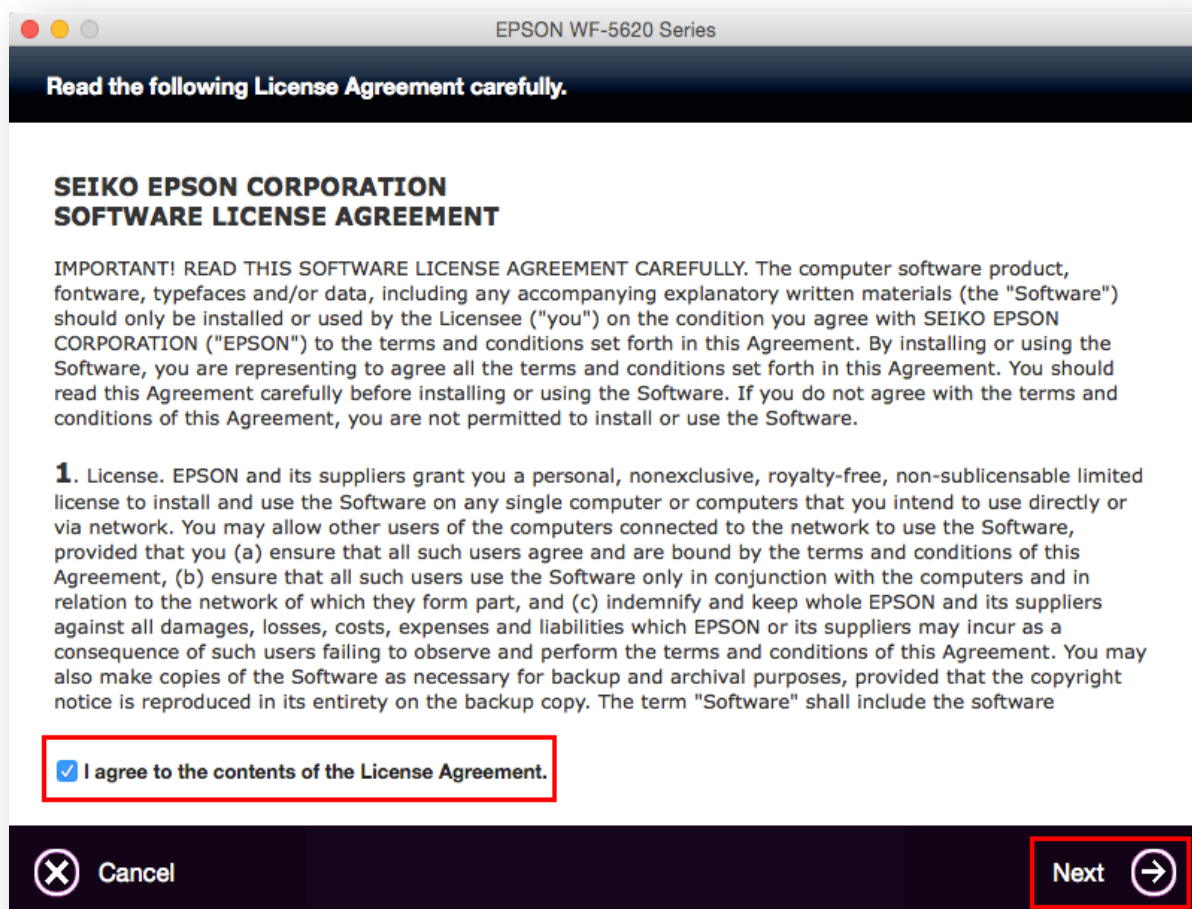 EPSON WF-5620 Series
Read the following License Agreement carefully.
SEIKO EPSON CORPORATION
SOFTWARE LICENSE AGREEMENT
IMPORTANT! READ THIS SOFTWARE LICENSE AGREEMENT CAREFULLY. The computer software product,
fontware, typefaces and/or data, including any accompanying explanatory written materials (the "Software")
should only be installed or used by the Licensee ("you") on the condition you agree with SEIKO EPSON
CORPORATION ("EPSON") to the terms and conditions set forth in this Agreement. By installing or using the
Software, you are representing to agree all the terms and conditions set forth in this Agreement. You should
read this Agreement carefully before installing or using the Software. If you do not agree with the terms and
conditions of this Agreement, you are not permitted to install or use the Software.
1. License. EPSON and its suppliers grant you a personal, nonexclusive, royalty-free, non-sublicensable limited
license to install and use the Software on any single computer or computers that you intend to use directly or
via network. You may allow other users of the computers connected to the network to use the Software,
provided that you (a) ensure that all such users agree and are bound by the terms and conditions of this
Agreement, (b) ensure that all such users use the Software only in conjunction with the computers and in
relation to the network of which they form part, and (c) indemnify and keep whole EPSON and its suppliers
against all damages, losses, costs, expenses and liabilities which EPSON or its suppliers may incur as a
consequence of such users failing to observe and perform the terms and conditions of this Agreement. You may
also make copies of the Software as necessary for backup and archival purposes, provided that the copyright
notice is reproduced in its entirety on the backup copy. The term "Software" shall include the software
I agree to the contents of the License Agreement.
Cancel
Next